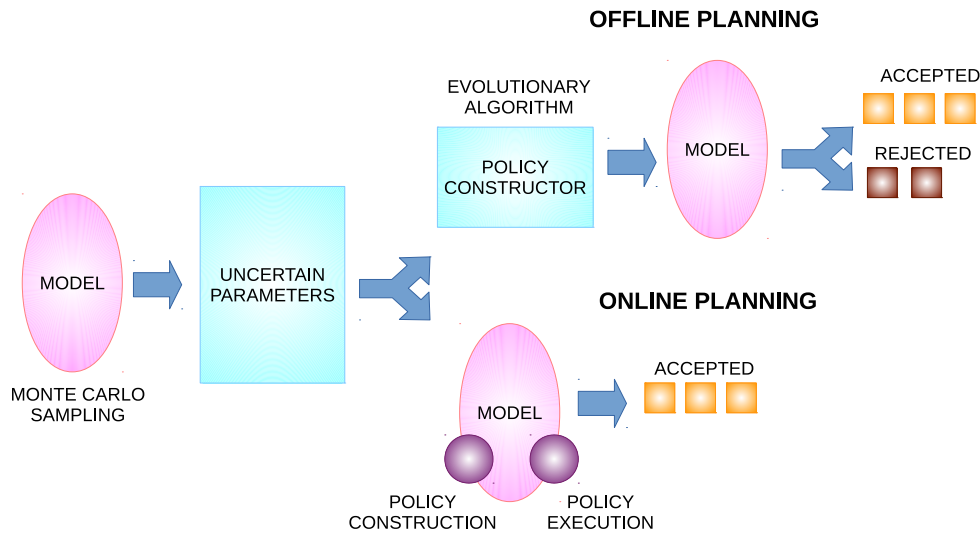 OFFLINE PLANNING
EVOLUTIONARY
ALGORITHM
POLICY
CONSTRUCTOR
MODEL
ACCEPTED
REJECTED
MODEL
MONTE CARLO
SAMPLING
UNCERTAIN
PARAMETERS
ONLINE PLANNING
MODEL
ACCEPTED
POLICY
CONSTRUCTION
POLICY
EXECUTION